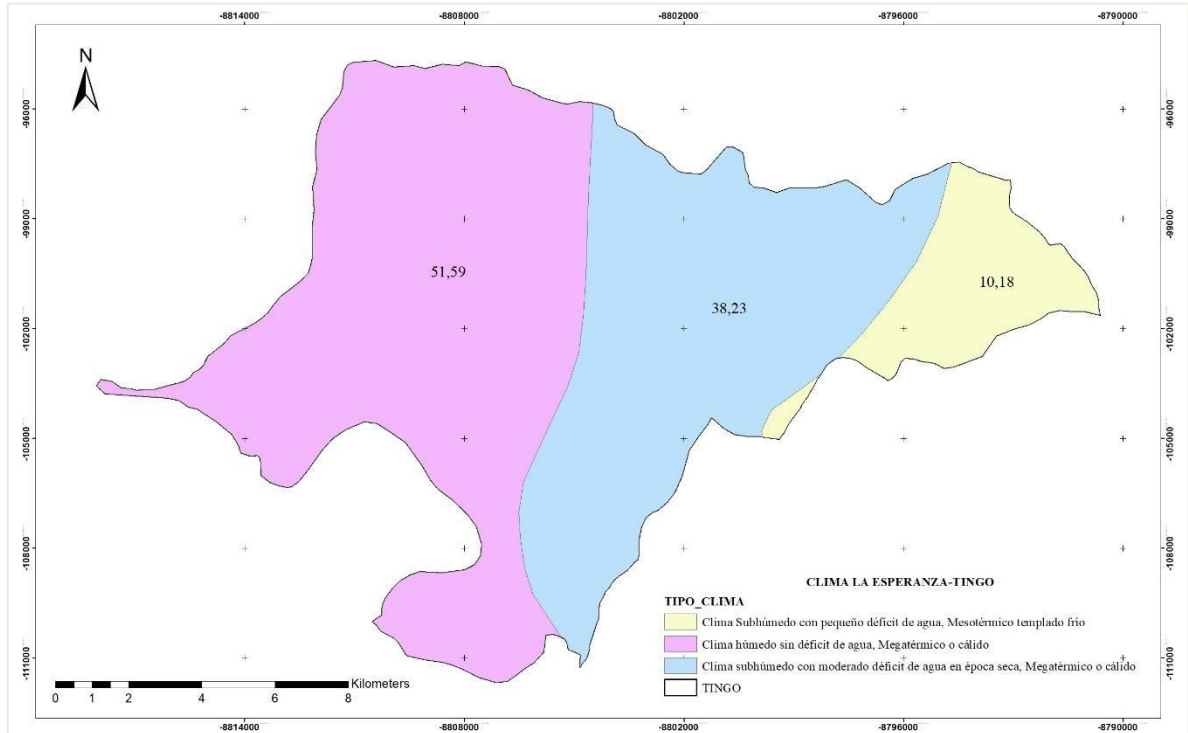 -8814000 -8808000 -8802000 -8796000 -8790000
N
-96000 -96000
-99000 -99000
51,59
10,18
38,23
-102000 -102000
-105000 -105000
-108000 -108000
CLIMA LA ESPERANZA-TINGO
TIPO_CLIMA
Clima Subhúmedo con pequeño déficit de agua, Mesotérmico templado frío
Clima húmedo sin déficit de agua, Megatérmico o cálido
Clima subhúmedo con moderado déficit de agua en época seca, Megatérmico o cálido
TINGO
-111000 -111000
Kilometers
0 1 2 4 6 8
-8814000 -8808000 -8802000 -8796000 -8790000